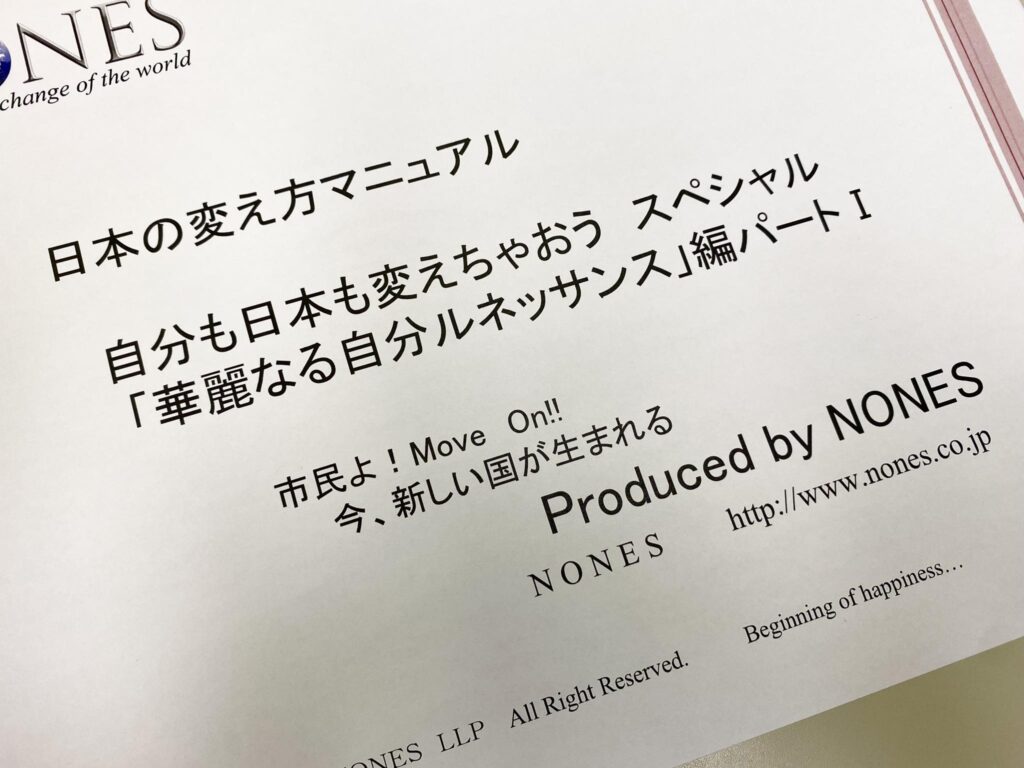 NES
change of the world
日本の変え方マニュアル
自分も日本も変えちゃおう　スペシャル
「華麗なる自分ルネッサンス」編パートⅠ
市民よ！Move　On!!
今、新しい国が生まれる
Produced by NONES
NONES　http://www.nones.co.jp
Beginning of happiness…
NONES LLP All Right Reserved.